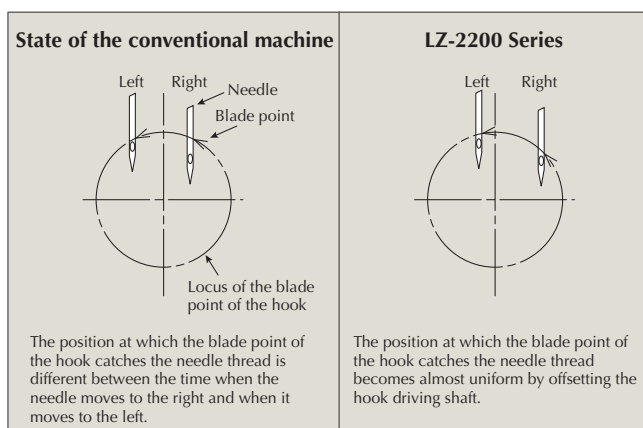 State of the conventional machine
Left Right
Needle
Blade point
Locus of the blade
point of the hook
The position at which the blade point of
the hook catches the needle thread is
different between the time when the
needle moves to the right and when it
moves to the left.
LZ-2200 Series
Left Right
The position at which the blade point of
the hook catches the needle thread
becomes almost uniform by offsetting the
hook driving shaft.